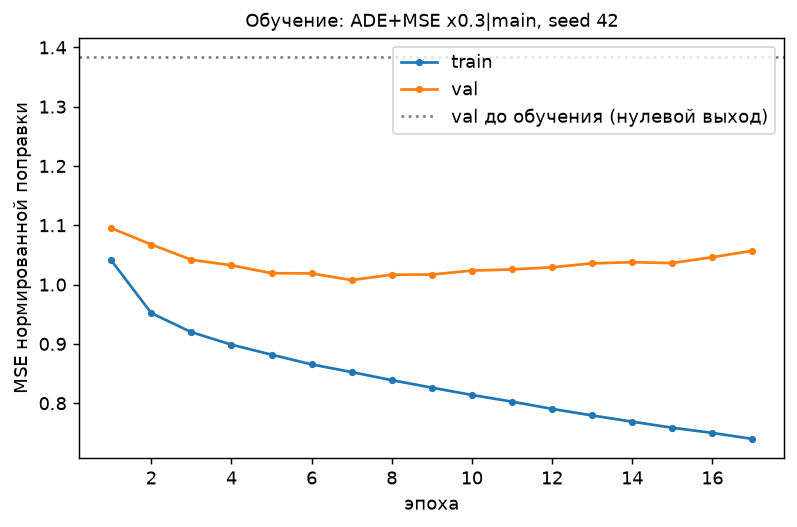 Обучение: ADE+MSE x0.3|main, seed 42
MSE нормированной поправки
1.4
1.3
1.2
1.1
1.0
0.9
0.8
train
val
val до обучения (нулевой выход)
2 4 6 8 10 12 14 16
эпоха